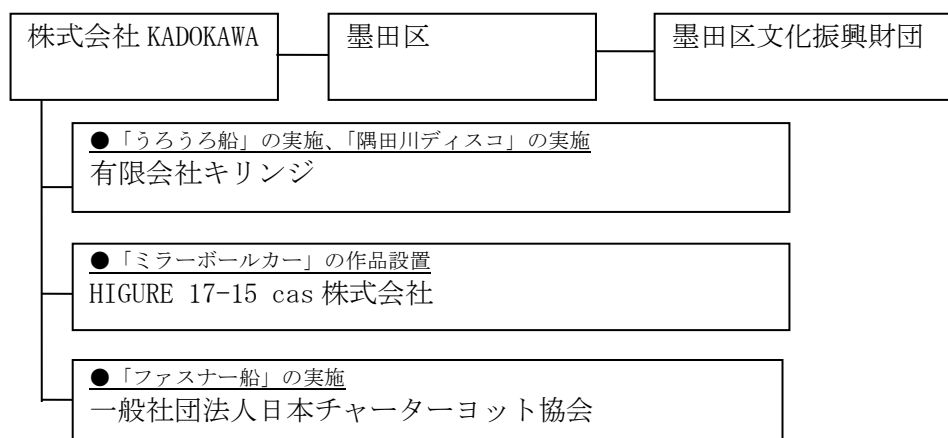 株式会社 KADOKAWA
墨田区
墨田区文化振興財団
●「うろうろ船」の実施、「隅田川ディスコ」の実施
有限会社キリンジ
●「ミラーボールカー」の作品設置
HIGURE 17-15 cas 株式会社
●「ファスナー船」の実施
一般社団法人日本チャーターヨット協会